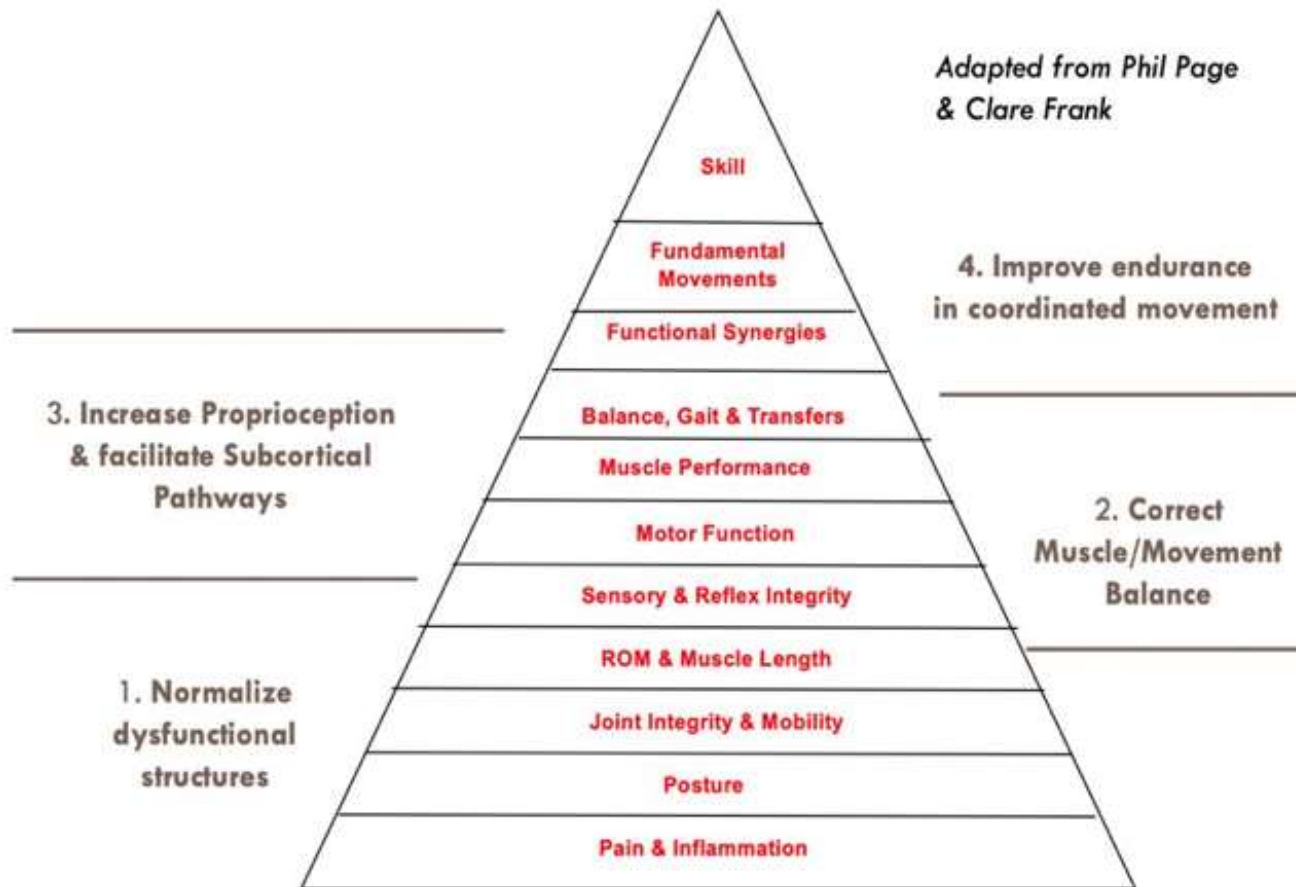 Adapted from Phil Page
& Clare Frank
Skill
Fundamental
Movements
4. Improve endurance
in coordinated movement
Functional Synergies
3. Increase Proprioception
& facilitate Subcortical
Pathways
Balance, Gait & Transfers
Muscle Performance
Motor Function
2. Correct
Muscle/Movement
Balance
Sensory & Reflex Integrity
ROM & Muscle Length
1. Normalize
dysfunctional
structures
Joint Integrity & Mobility
Posture
Pain & Inflammation